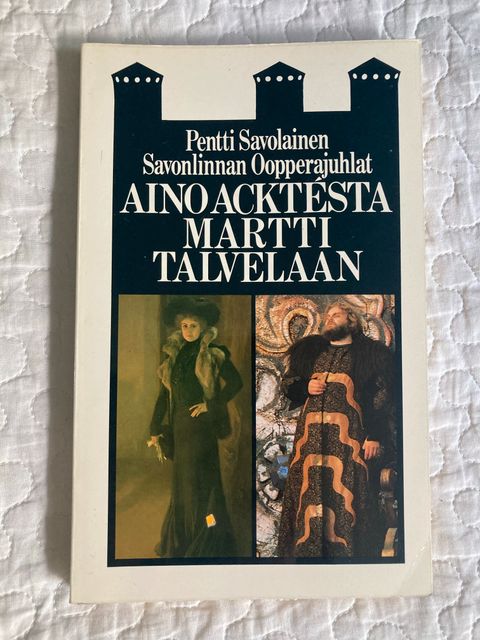 Pentti Savolainen
Savonlinnan Oopperajuhlat
AINO ACKTÉSTA
MARTTI
TALVELAAN